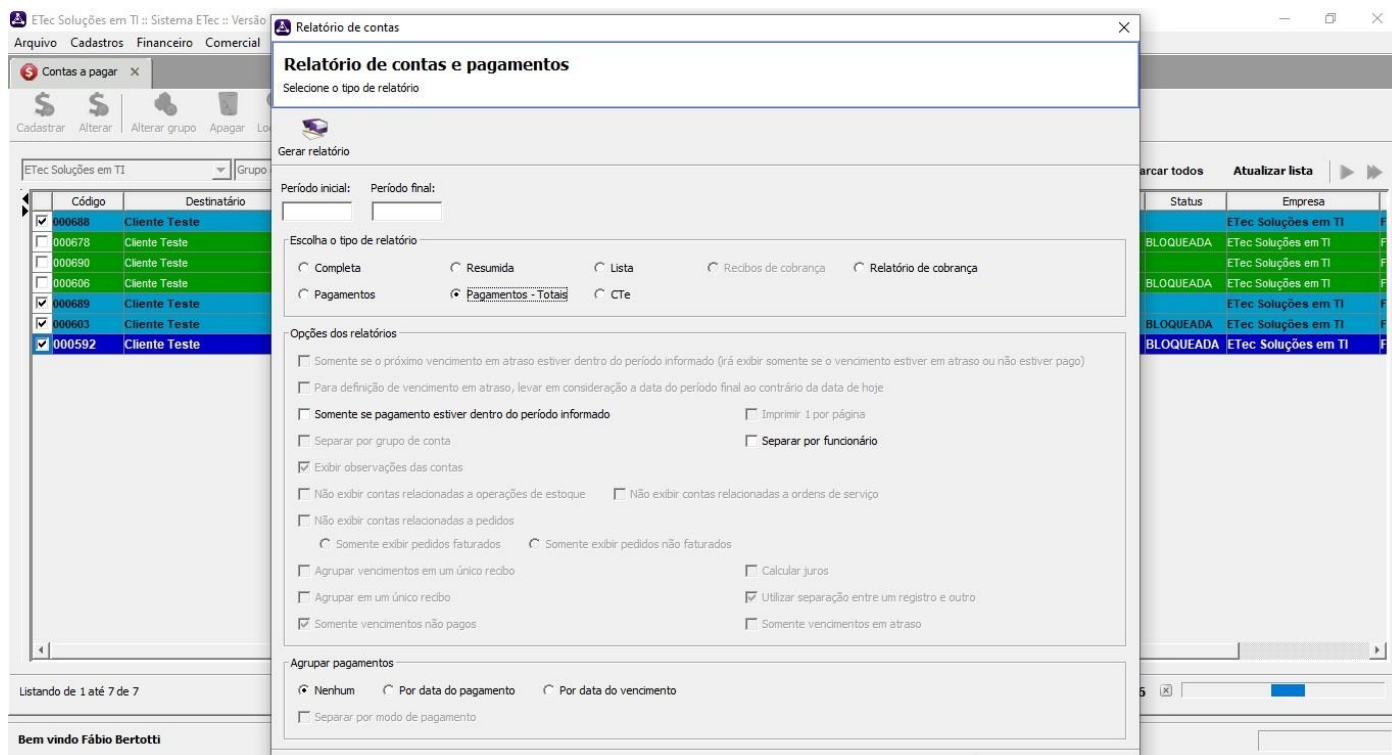 ETec Soluções em TI :: Sistema ETec :: Versão
Arquivo Cadastros Financeiro Comercial
Contas a pagar
Cadastrar Alterar Alterar grupo Apagar
ETec Soluções em TI Grupo
Código Destinatário
000688 Cliente Teste
000678 Cliente Teste
000690 Cliente Teste
000606 Cliente Teste
000689 Cliente Teste
000603 Cliente Teste
000592 Cliente Teste
Listando de 1 até 7 de 7
Bem vindo Fábio Bertotti
Relatório de contas
Relatório de contas e pagamentos
Selecione o tipo de relatório
Gerar relatório
Período inicial: Período final:
Escolha o tipo de relatório
Completa Resumida Lista Recibos de cobrança Relatório de cobrança
Pagamentos Pagamentos - Totais CTe
Opções dos relatórios
Somente se o próximo vencimento em atraso estiver dentro do período informado (irá exibir somente se o vencimento estiver em atraso ou não estiver pago)
Para definição de vencimento em atraso, levar em consideração a data do período final ao contrário da data de hoje
Somente se pagamento estiver dentro do período informado Imprimir 1 por página
Separar por grupo de conta Separar por funcionário
Exibir observações das contas
Não exibir contas relacionadas a operações de estoque Não exibir contas relacionadas a ordens de serviço
Não exibir contas relacionadas a pedidos
Somente exibir pedidos faturados Somente exibir pedidos não faturados
Agrupar vencimentos em um único recibo Calcular juros
Agrupar em um único recibo Utilizar separação entre um registro e outro
Somente vencimentos não pagos Somente vencimentos em atraso
Agrupar pagamentos
Nenhum Por data do pagamento Por data do vencimento
Separar por modo de pagamento
arcar todos Atualizar lista
Status Empresa
ETec Soluções em TI F
BLOQUEADA ETec Soluções em TI F
ETec Soluções em TI F
BLOQUEADA ETec Soluções em TI F
ETec Soluções em TI F
BLOQUEADA ETec Soluções em TI F
BLOQUEADA ETec Soluções em TI F